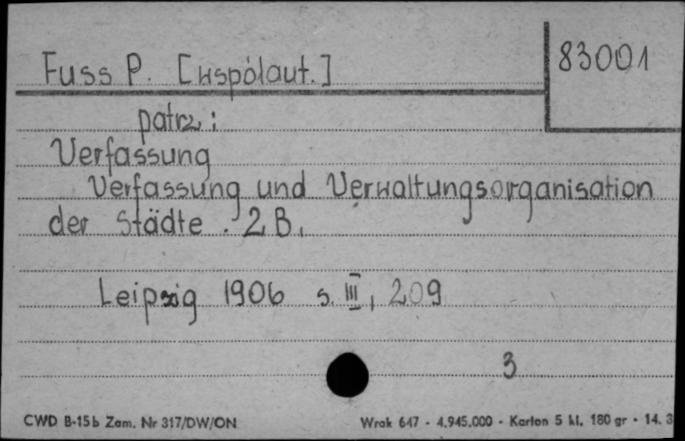 Fuss P. [współaut.]
83001
patrz:
Verfassung
Verfassung und Verwaltungsorganisation
der Städte. 2 B.
Leipzig 1906 s. III, 209
3
CWD B-15b Zam. Nr 317/DW/ON
Wrak 647 - 4.945.000 - Karton 5 kl. 180 gr - 14. 3